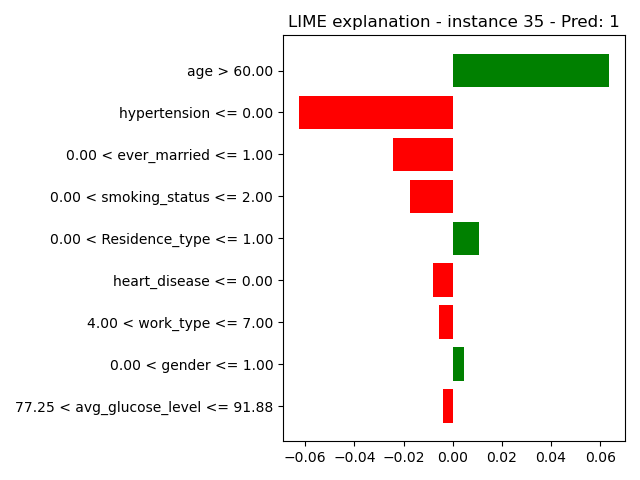 LIME explanation - instance 35 - Pred: 1
age > 60.00
hypertension <= 0.00
0.00 < ever_married <= 1.00
0.00 < smoking_status <= 2.00
0.00 < Residence_type <= 1.00
heart_disease <= 0.00
4.00 < work_type <= 7.00
0.00 < gender <= 1.00
77.25 < avg_glucose_level <= 91.88
−0.06 −0.04 −0.02 0.00 0.02 0.04 0.06